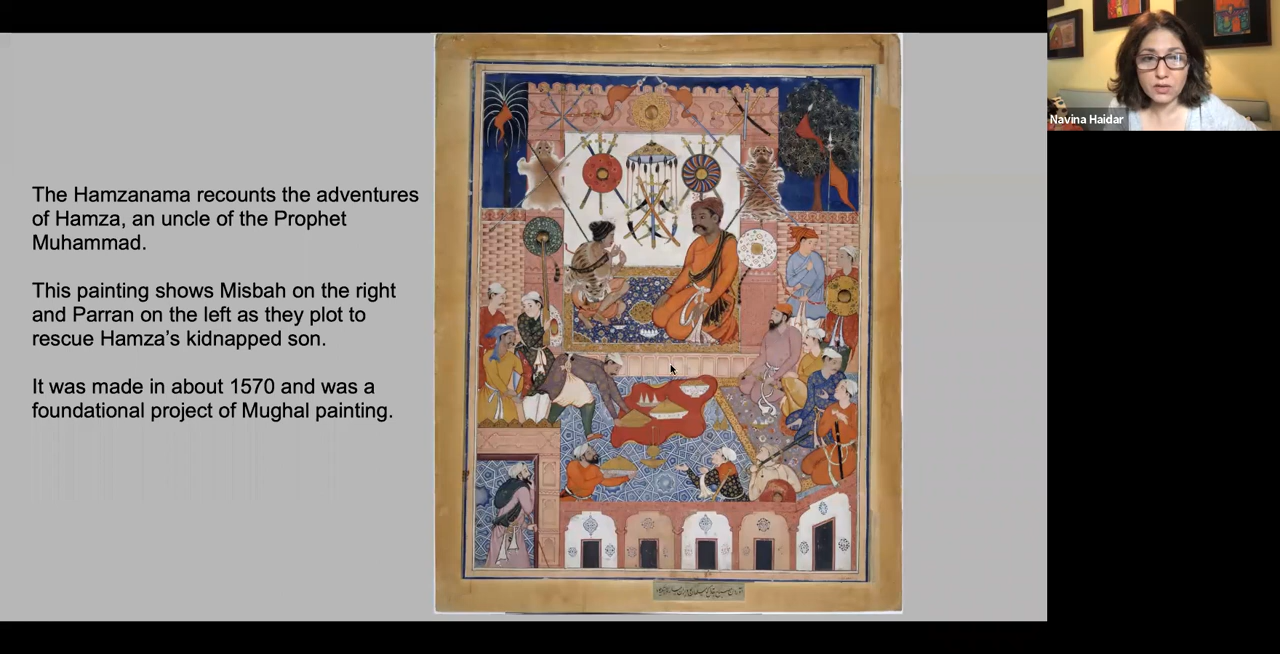 The Hamzanama recounts the adventures
of Hamza, an uncle of the Prophet
Muhammad.
This painting shows Misbah on the right
and Parran on the left as they plot to
rescue Hamza's kidnapped son.
It was made in about 1570 and was a
foundational project of Mughal painting.
Navina Haidar